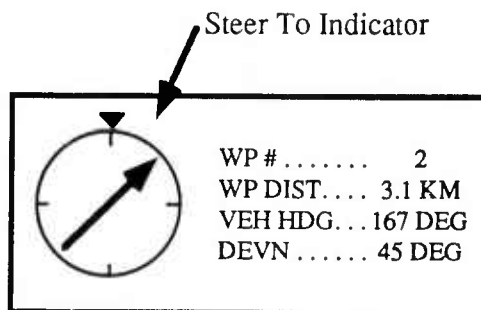 Steer To Indicator
WP # ....... 2
WP DIST.... 3.1 KM
VEH HDG...167 DEG
DEVN ...... 45 DEG